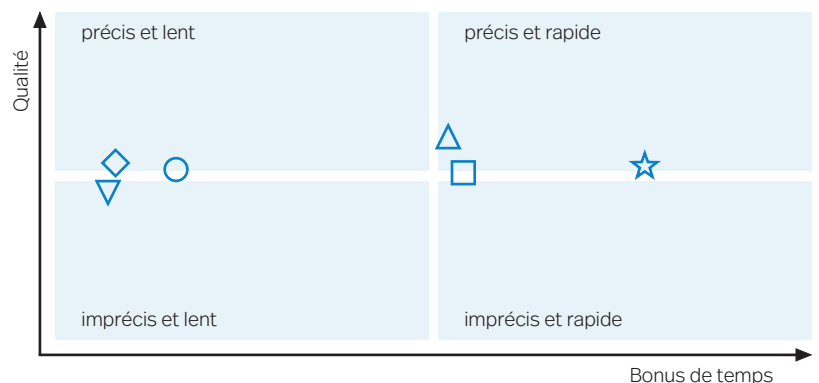 précis et lent
précis et rapide
Qualité
imprécis et lent
imprécis et rapide
Bonus de temps